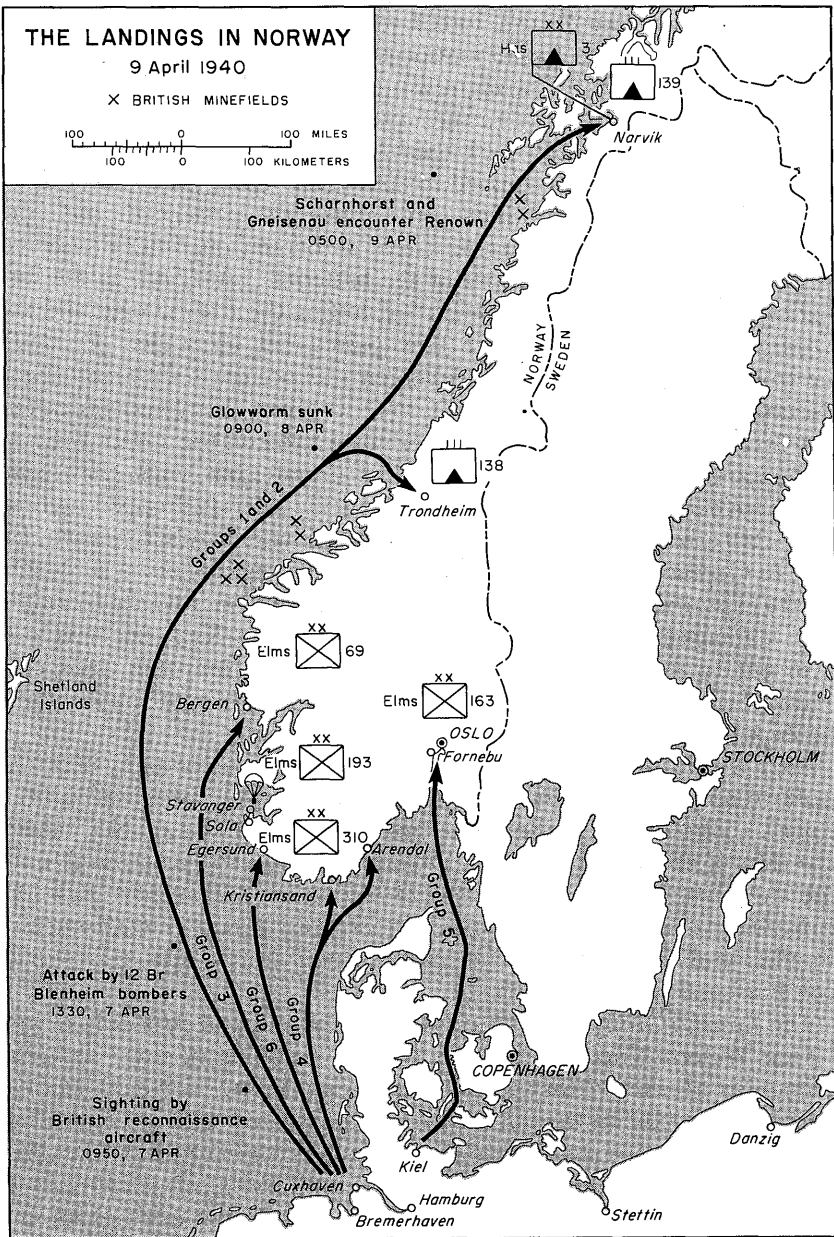 THE LANDINGS IN NORWAY
9 April 1940
X BRITISH MINEFIELDS
100 0 100 MILES
100 0 100 KILOMETERS
XX
Hqs 3
III
139
Narvik
Scharnhorst and
Gneisenau encounter Renown
0500, 9 APR
NORWAY
SWEDEN
Glowworm sunk
0900, 8 APR
III
138
Trondheim
Groups 1 and 2
XX
Elms 69
Shetland
Islands
Bergen
XX
Elms 163
OSLO
Fornebu
XX
Elms 193
STOCKHOLM
Stavanger
Sola
XX
Elms 310
Egersund
Arendal
Kristiansand
Group 5
Attack by 12 Br
Blenheim bombers
1330, 7 APR
Group 3
Group 6
Group 4
COPENHAGEN
Sighting by
British reconnaissance
aircraft
0950, 7 APR
Danzig
Kiel
Cuxhaven
Hamburg
Bremerhaven
Stettin